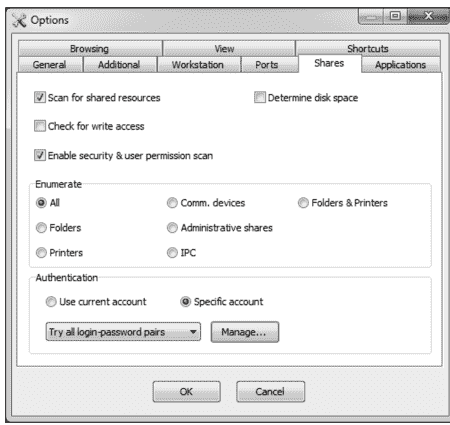 Options
Browsing View Shortcuts
General Additional Workstation Ports Shares Applications
Scan for shared resources Determine disk space
Check for write access
Enable security & user permission scan
Enumerate
All Comm. devices Folders & Printers
Folders Administrative shares
Printers IPC
Authentication
Use current account Specific account
Try all login-password pairs Manage...
OK Cancel